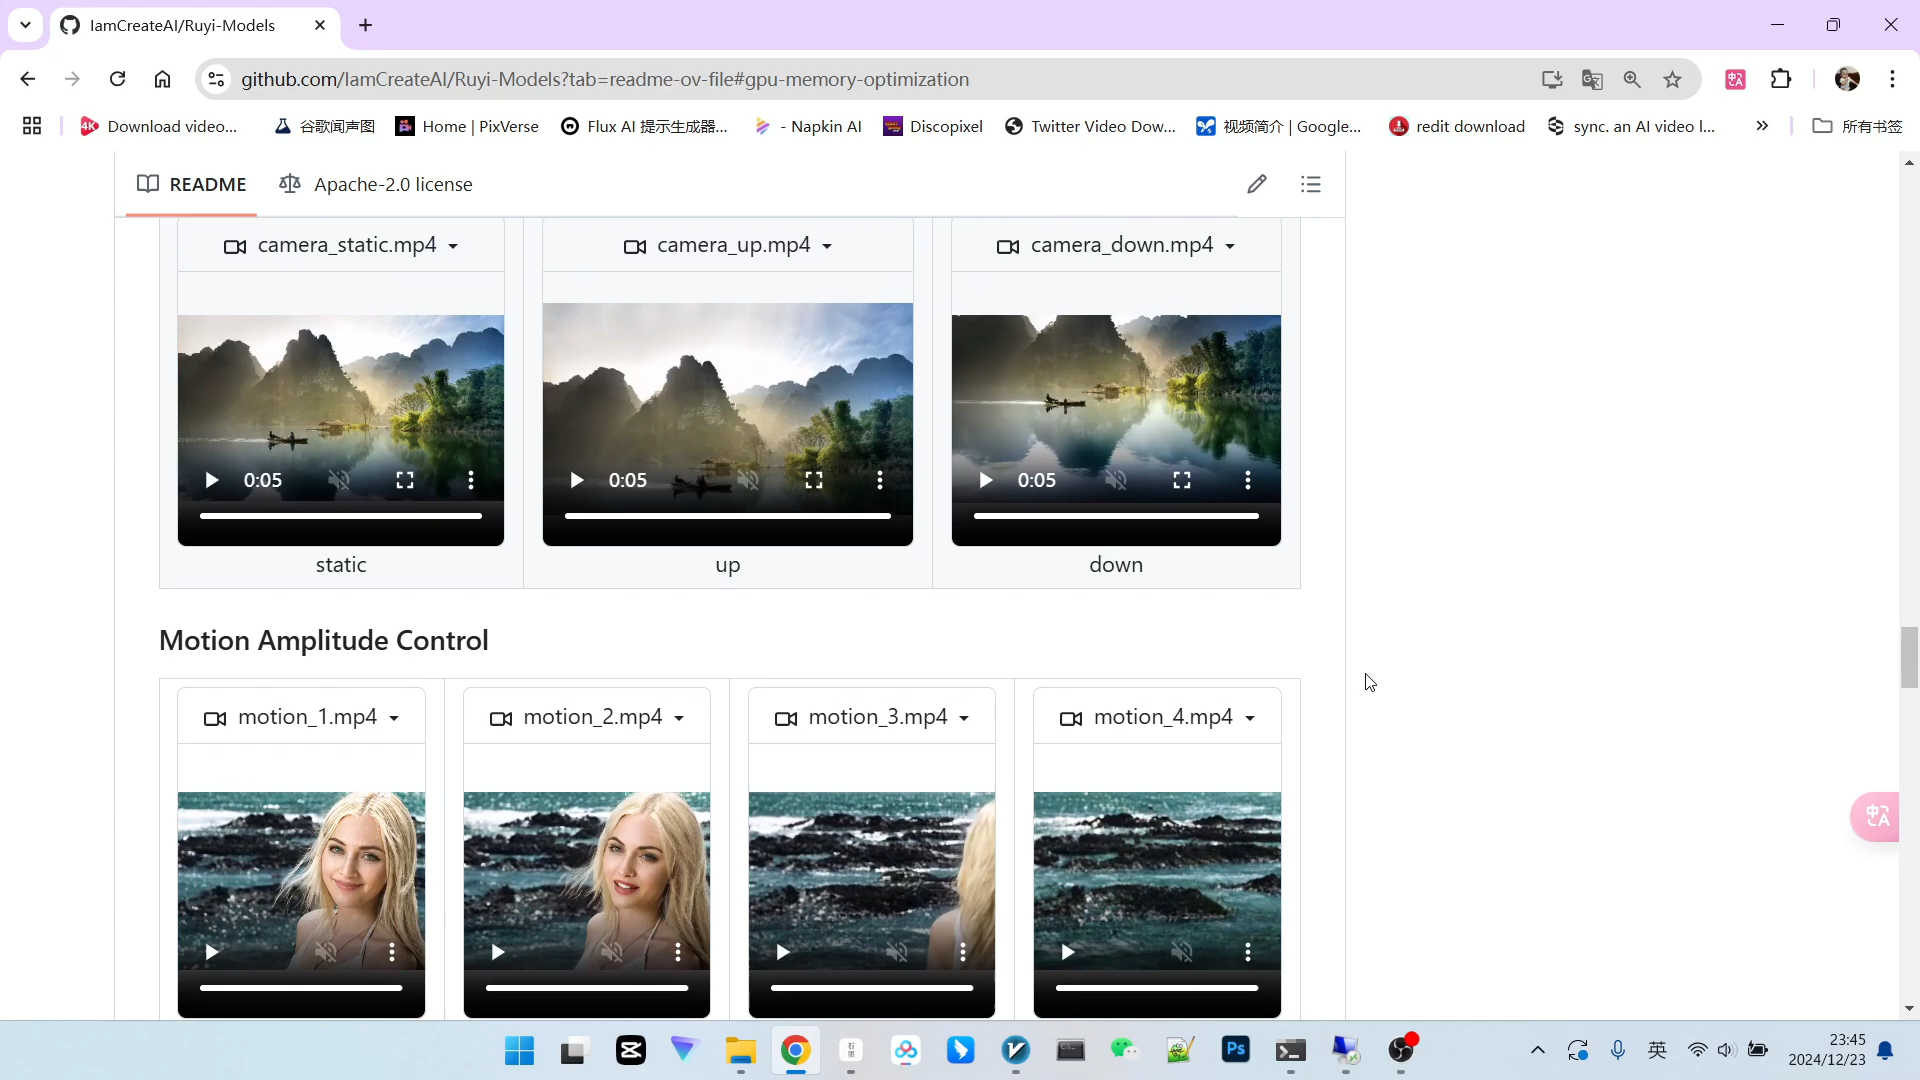 IamCreateAI/Ruyi-Models
github.com/IamCreateAI/Ruyi-Models?tab=readme-ov-file#gpu-memory-optimization
4K Download video... 谷歌闻声图 Home | PixVerse Flux AI 提示生成器... - Napkin AI Discopixel Twitter Video Dow... 视频简介 | Google... redit download sync. an AI video l... » 所有书签
README Apache-2.0 license
camera_static.mp4 camera_up.mp4 camera_down.mp4
0:05 0:05 0:05
static up down
Motion Amplitude Control
motion_1.mp4 motion_2.mp4 motion_3.mp4 motion_4.mp4
Ps
英
23:45
2024/12/23